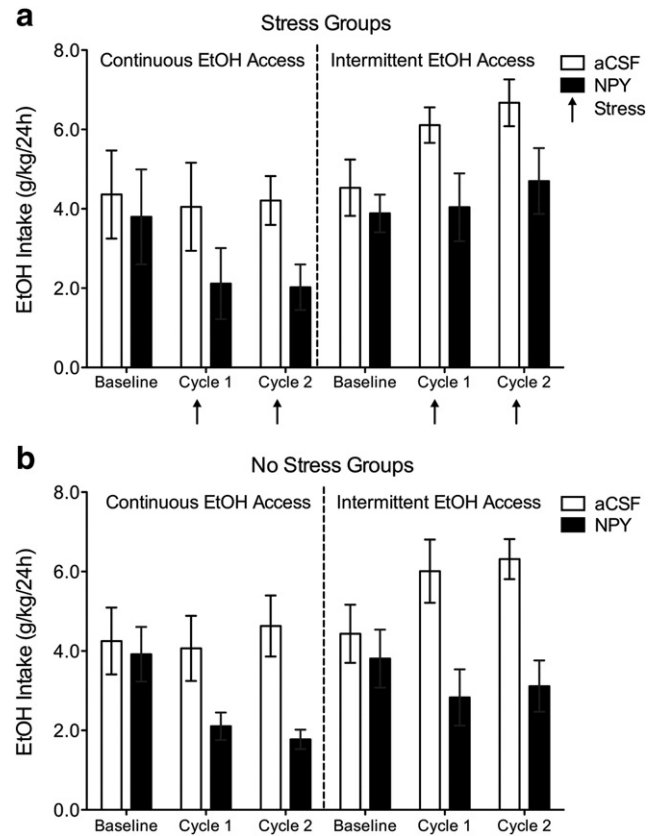 a
Stress Groups
Continuous EtOH Access
Intermittent EtOH Access
aCSF
NPY
Stress
EtOH Intake (g/kg/24h)
8.0
6.0
4.0
2.0
0.0
Baseline Cycle 1 Cycle 2 Baseline Cycle 1 Cycle 2
b
No Stress Groups
Continuous EtOH Access
Intermittent EtOH Access
aCSF
NPY
EtOH Intake (g/kg/24h)
8.0
6.0
4.0
2.0
0.0
Baseline Cycle 1 Cycle 2 Baseline Cycle 1 Cycle 2